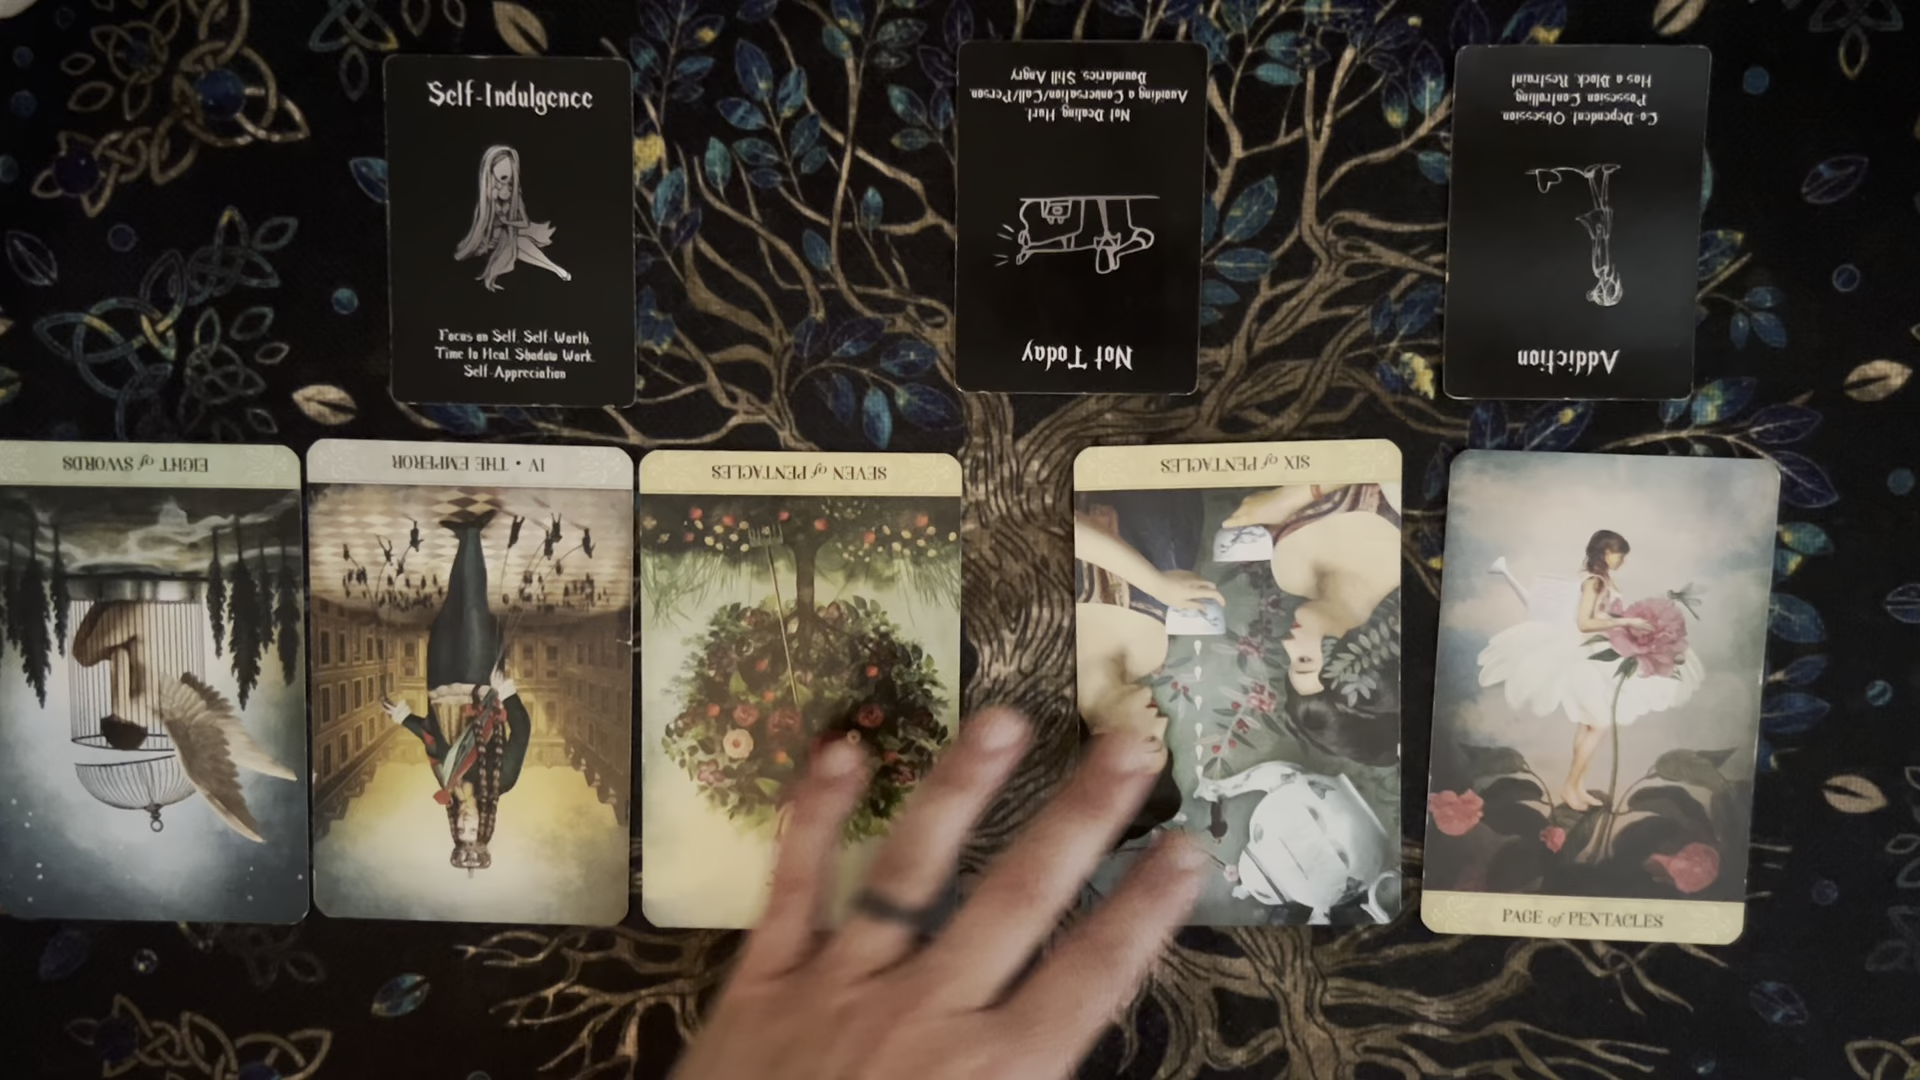 Self-Indulgence
Focus on Self. Self-Worth.
Time to Heal. Shadow Work.
Self-Appreciation
Not Today
Not Dealing. Hurt.
Avoiding a Conversation/Call/Person.
Boundaries. Still Angry
Addiction
Co-Dependent. Obsession.
Possession. Controlling.
Has a Block. Restraint
EIGHT of SWORDS
IV • THE EMPEROR
SEVEN of PENTACLES
SIX of PENTACLES
PAGE of PENTACLES